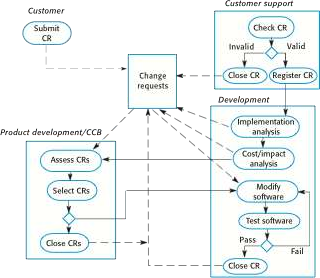 Customer
Submit
CR
Customer support
Check CR
Invalid
Valid
Close CR
Register CR
Change
requests
Development
Implementation
analysis
Cost/impact
analysis
Modify
software
Test software
Pass
Fail
Close CR
Product development/CCB
Assess CRs
Select CRs
Close CRs